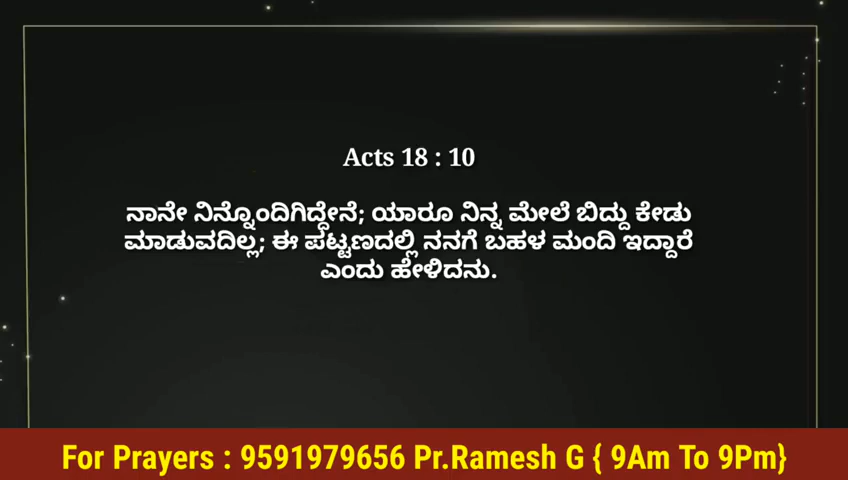 Acts 18 : 10
ನಾನೇ ನಿನ್ನೊಂದಿಗಿದ್ದೇನೆ; ಯಾರೂ ನಿನ್ನ ಮೇಲೆ ಬಿದ್ದು ಕೇಡು
ಮಾಡುವದಿಲ್ಲ; ಈ ಪಟ್ಟಣದಲ್ಲಿ ನನಗೆ ಬಹಳ ಮಂದಿ ಇದ್ದಾರೆ
ಎಂದು ಹೇಳಿದನು.
For Prayers : 9591979656 Pr.Ramesh G { 9Am To 9Pm}